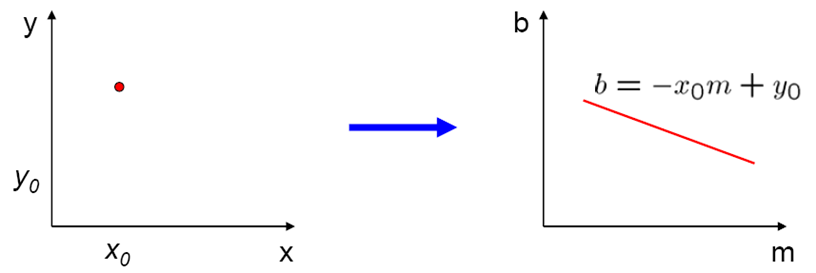 y
y₀
x₀
x
b
b = −x₀m + y₀
m